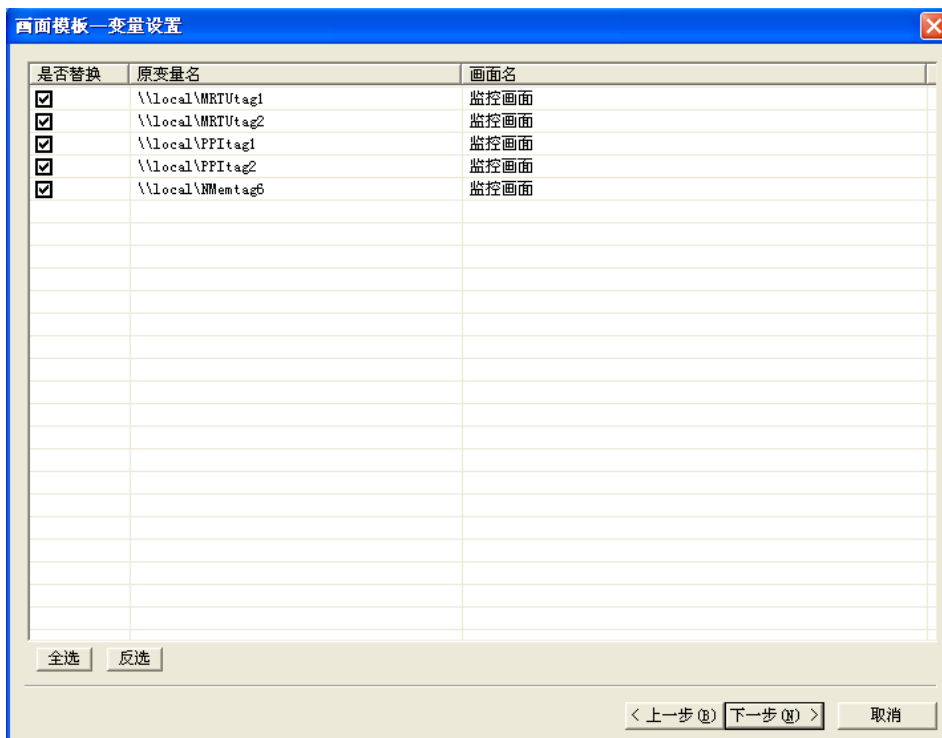 画面模板—变量设置
是否替换 原变量名 画面名
\\local\MRTUtag1 监控画面
\\local\MRTUtag2 监控画面
\\local\PPItag1 监控画面
\\local\PPItag2 监控画面
\\local\NMemtag6 监控画面
全选 反选
< 上一步(B) 下一步(N) > 取消